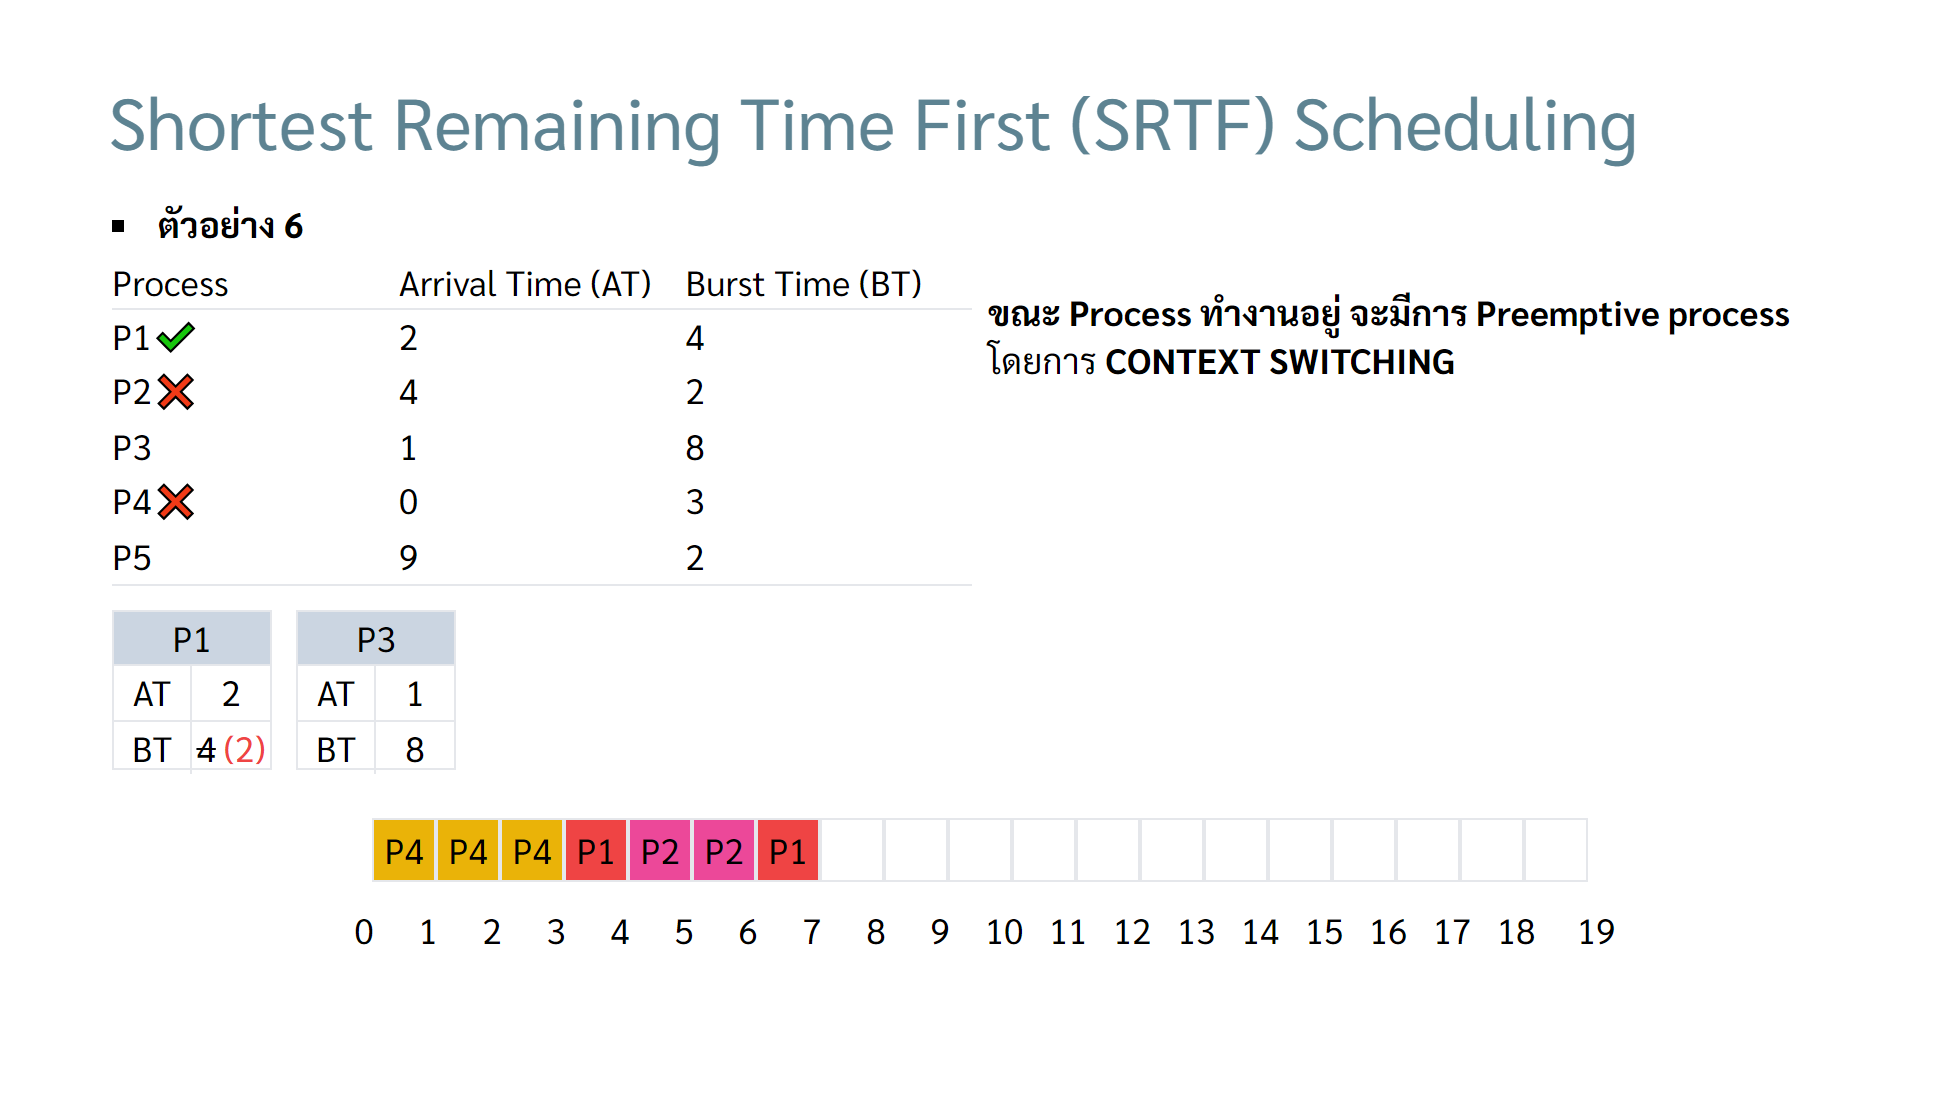 Shortest Remaining Time First (SRTF) Scheduling
ตัวอย่าง 6
Process Arrival Time (AT) Burst Time (BT)
P1 2 4
P2 4 2
P3 1 8
P4 0 3
P5 9 2
ขณะ Process ทำงานอยู่ จะมีการ Preemptive process
โดยการ CONTEXT SWITCHING
P1
AT 2
BT 4 (2)
P3
AT 1
BT 8
P4 P4 P4 P1 P2 P2 P1
0 1 2 3 4 5 6 7 8 9 10 11 12 13 14 15 16 17 18 19